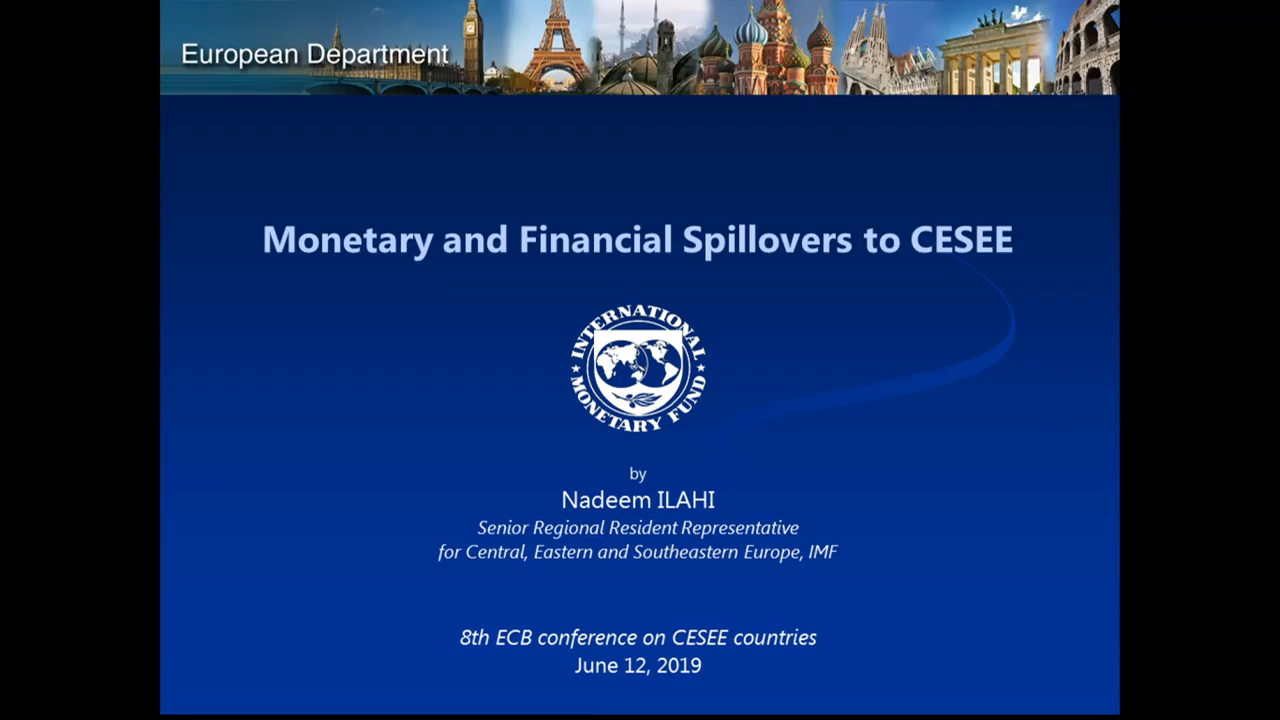 European Department
Monetary and Financial Spillovers to CESEE
INTERNATIONAL
MONETARY FUND
by
Nadeem ILAHI
Senior Regional Resident Representative
for Central, Eastern and Southeastern Europe, IMF
8th ECB conference on CESEE countries
June 12, 2019